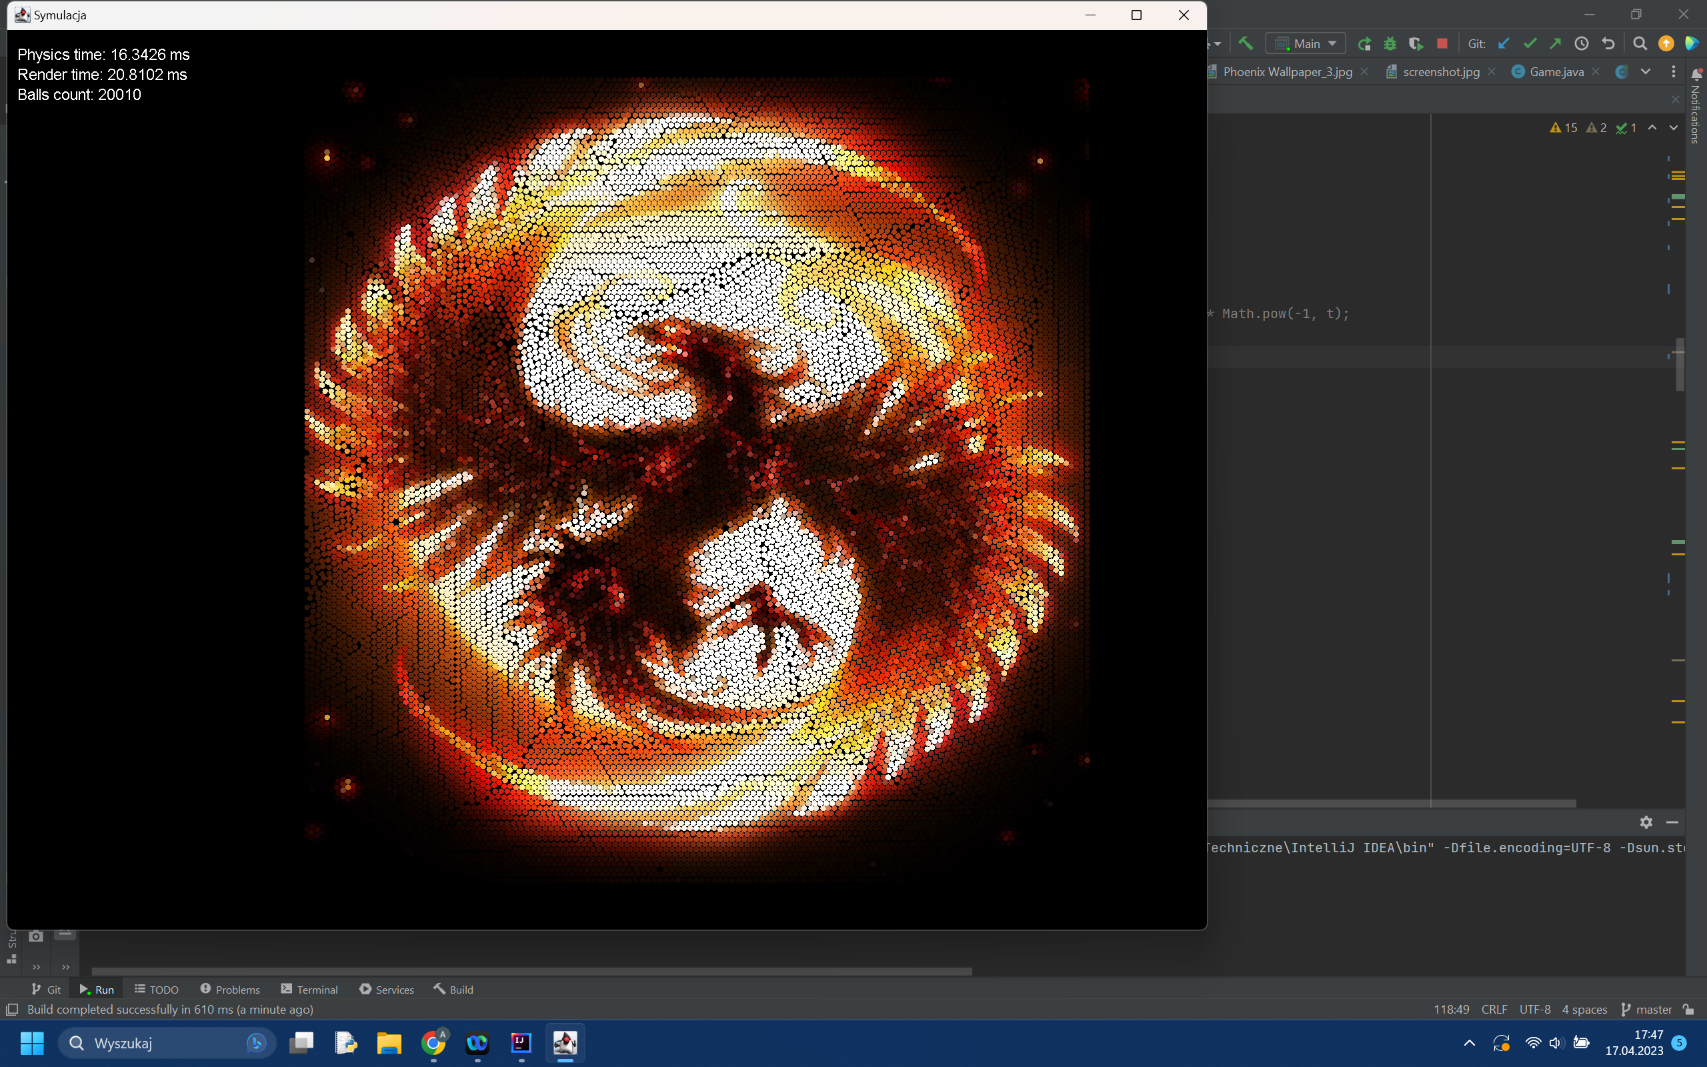 Symulacja
Physics time: 16.3426 ms
Render time: 20.8102 ms
Balls count: 20010
Main
Git:
Phoenix Wallpaper_3.jpg
screenshot.jpg
Game.java
Notifications
15 2 1
* Math.pow(-1, t);
Techniczne\IntelliJ IDEA\bin" -Dfile.encoding=UTF-8 -Dsun.st
Git Run TODO Problems Terminal Services Build
Build completed successfully in 610 ms (a minute ago)
118:49 CRLF UTF-8 4 spaces master
Wyszukaj
A
17:47
17.04.2023
5